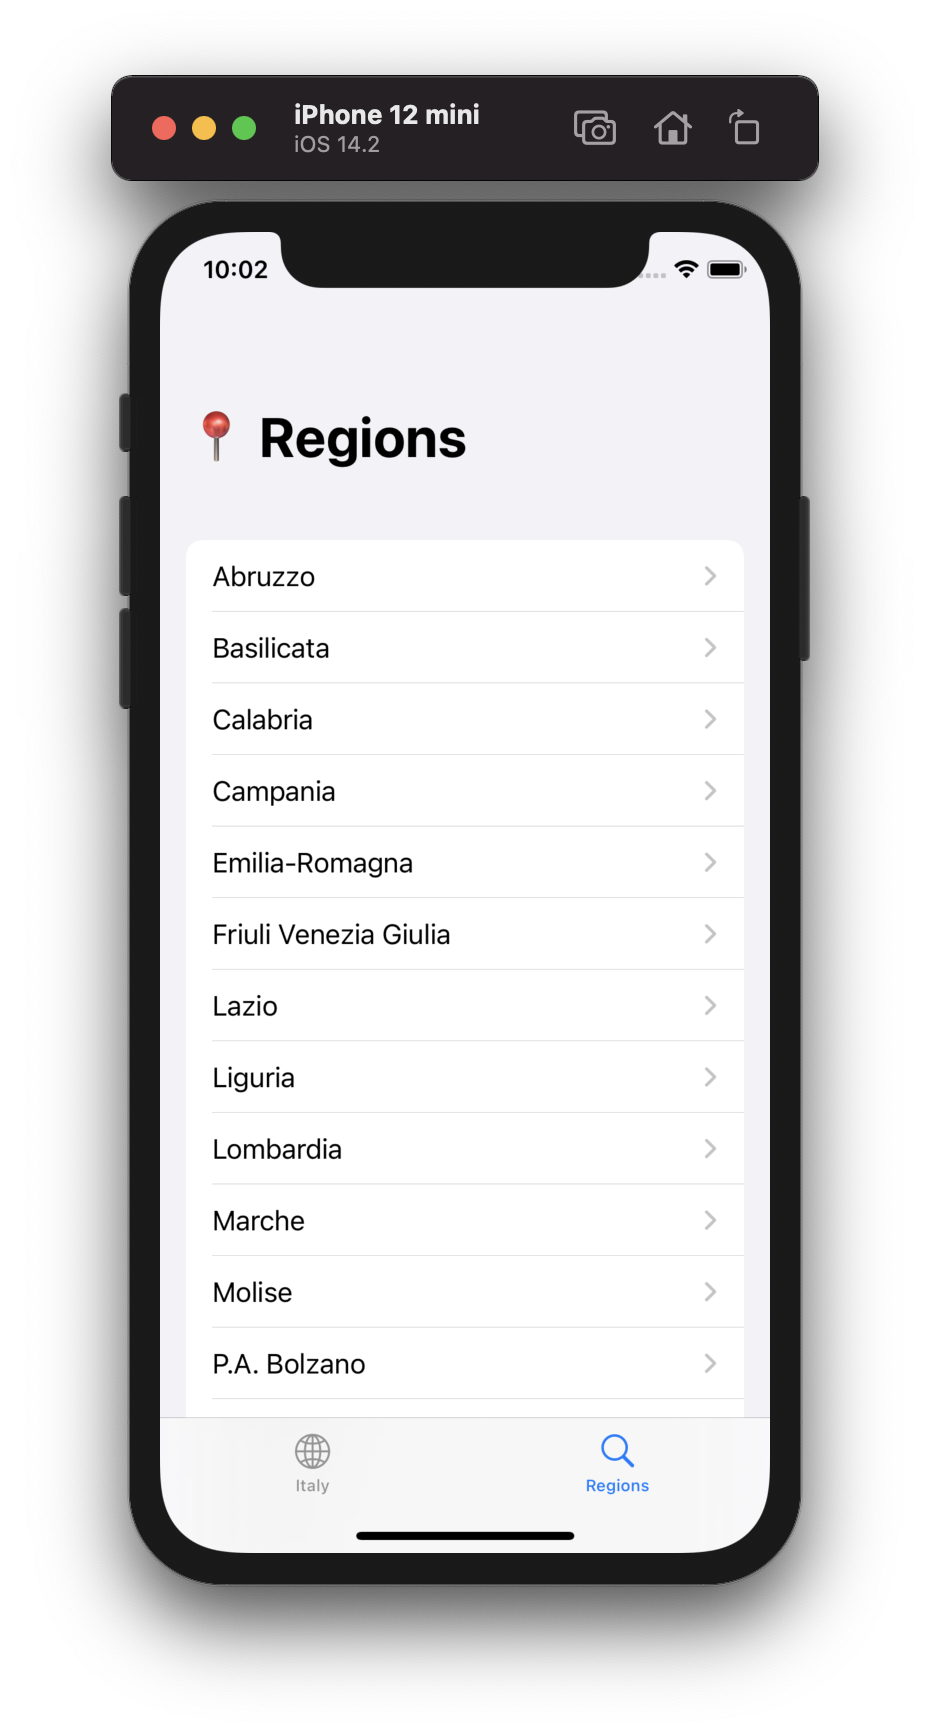 iPhone 12 mini
iOS 14.2
10:02
📍 Regions
Abruzzo
Basilicata
Calabria
Campania
Emilia-Romagna
Friuli Venezia Giulia
Lazio
Liguria
Lombardia
Marche
Molise
P.A. Bolzano
Italy
Regions